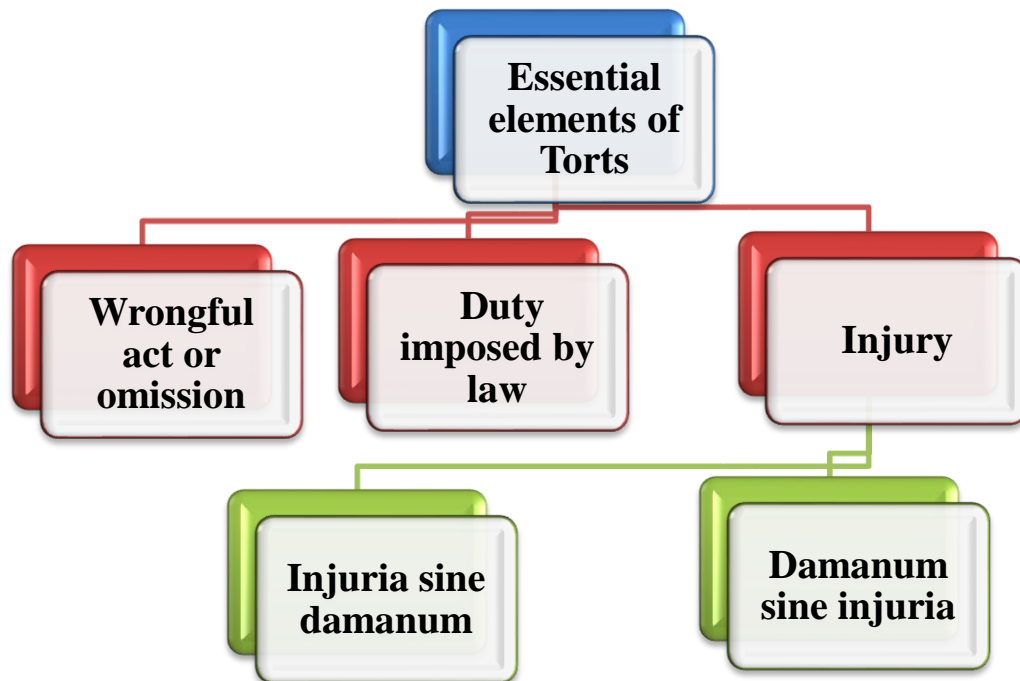 Essential
elements of
Torts
Wrongful
act or
omission
Duty
imposed by
law
Injury
Injuria sine
damanum
Damanum
sine injuria